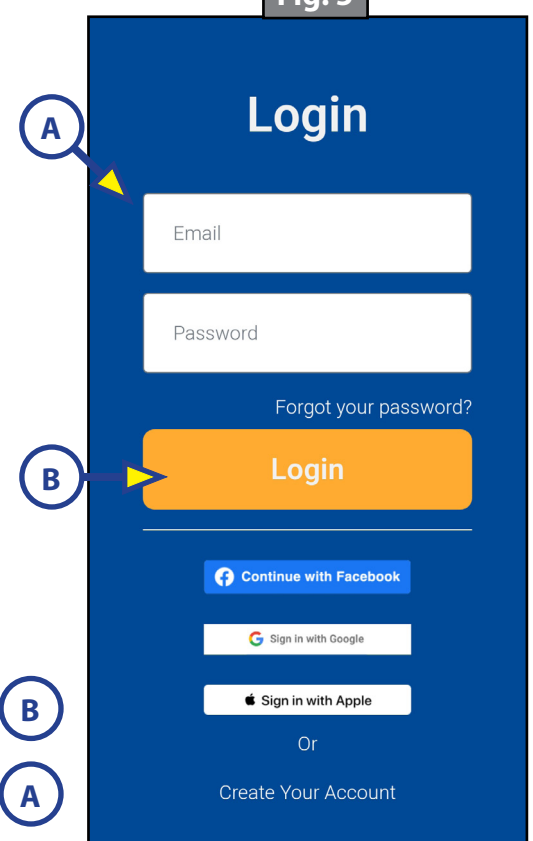 Login
A
Email
Password
Forgot your password?
B
Login
Continue with Facebook
Sign in with Google
B
Sign in with Apple
Or
A
Create Your Account